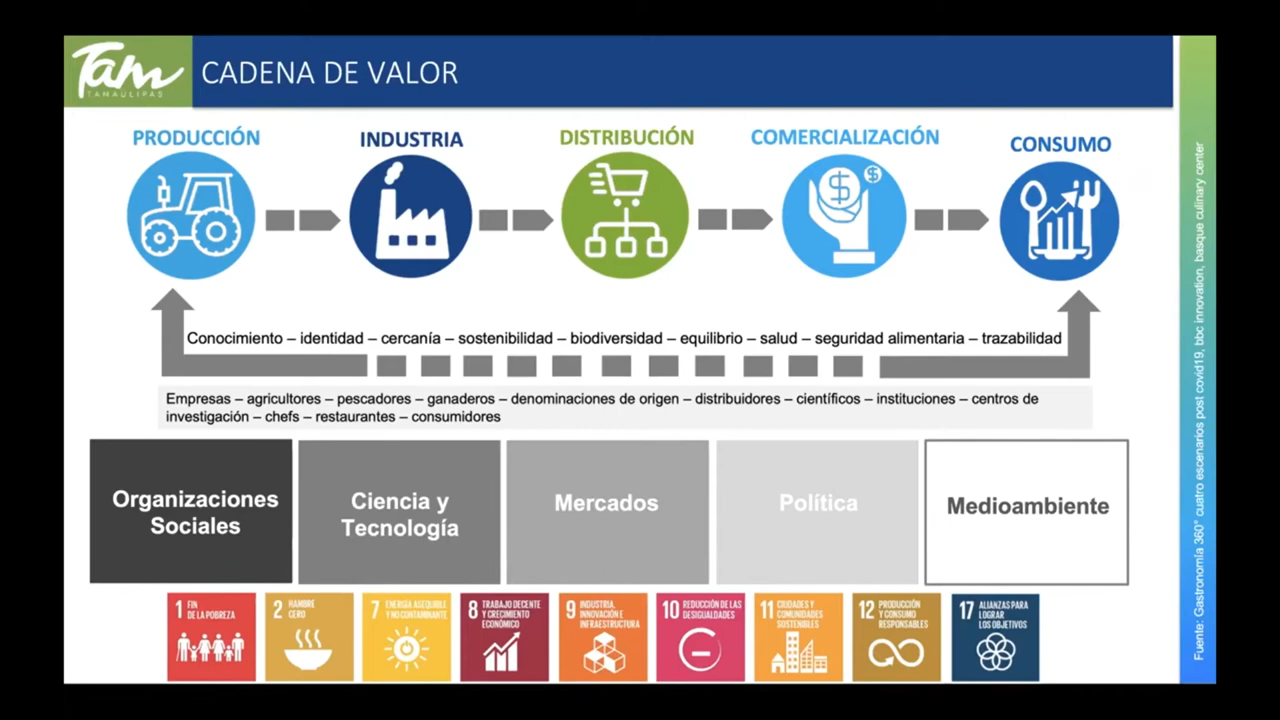 Tam
TAMAULIPAS
CADENA DE VALOR
PRODUCCIÓN
INDUSTRIA
DISTRIBUCIÓN
COMERCIALIZACIÓN
CONSUMO
$
$
Conocimiento – identidad – cercanía – sostenibilidad – biodiversidad – equilibrio – salud – seguridad alimentaria – trazabilidad
Empresas – agricultores – pescadores – ganaderos – denominaciones de origen – distribuidores – científicos – instituciones – centros de
investigación – chefs – restaurantes – consumidores
Organizaciones
Sociales
Ciencia y
Tecnología
Mercados
Política
Medioambiente
1 FIN
DE LA POBREZA
2 HAMBRE
CERO
7 ENERGÍA ASEQUIBLE
Y NO CONTAMINANTE
8 TRABAJO DECENTE
Y CRECIMIENTO
ECONÓMICO
9 INDUSTRIA,
INNOVACIÓN E
INFRAESTRUCTURA
10 REDUCCIÓN DE LAS
DESIGUALDADES
11 CIUDADES Y
COMUNIDADES
SOSTENIBLES
12 PRODUCCIÓN
Y CONSUMO
RESPONSABLES
17 ALIANZAS PARA
LOGRAR
LOS OBJETIVOS
Fuente: Gastronomía 360° cuatro escenarios post covid19, bbc innovation, basque culinary center